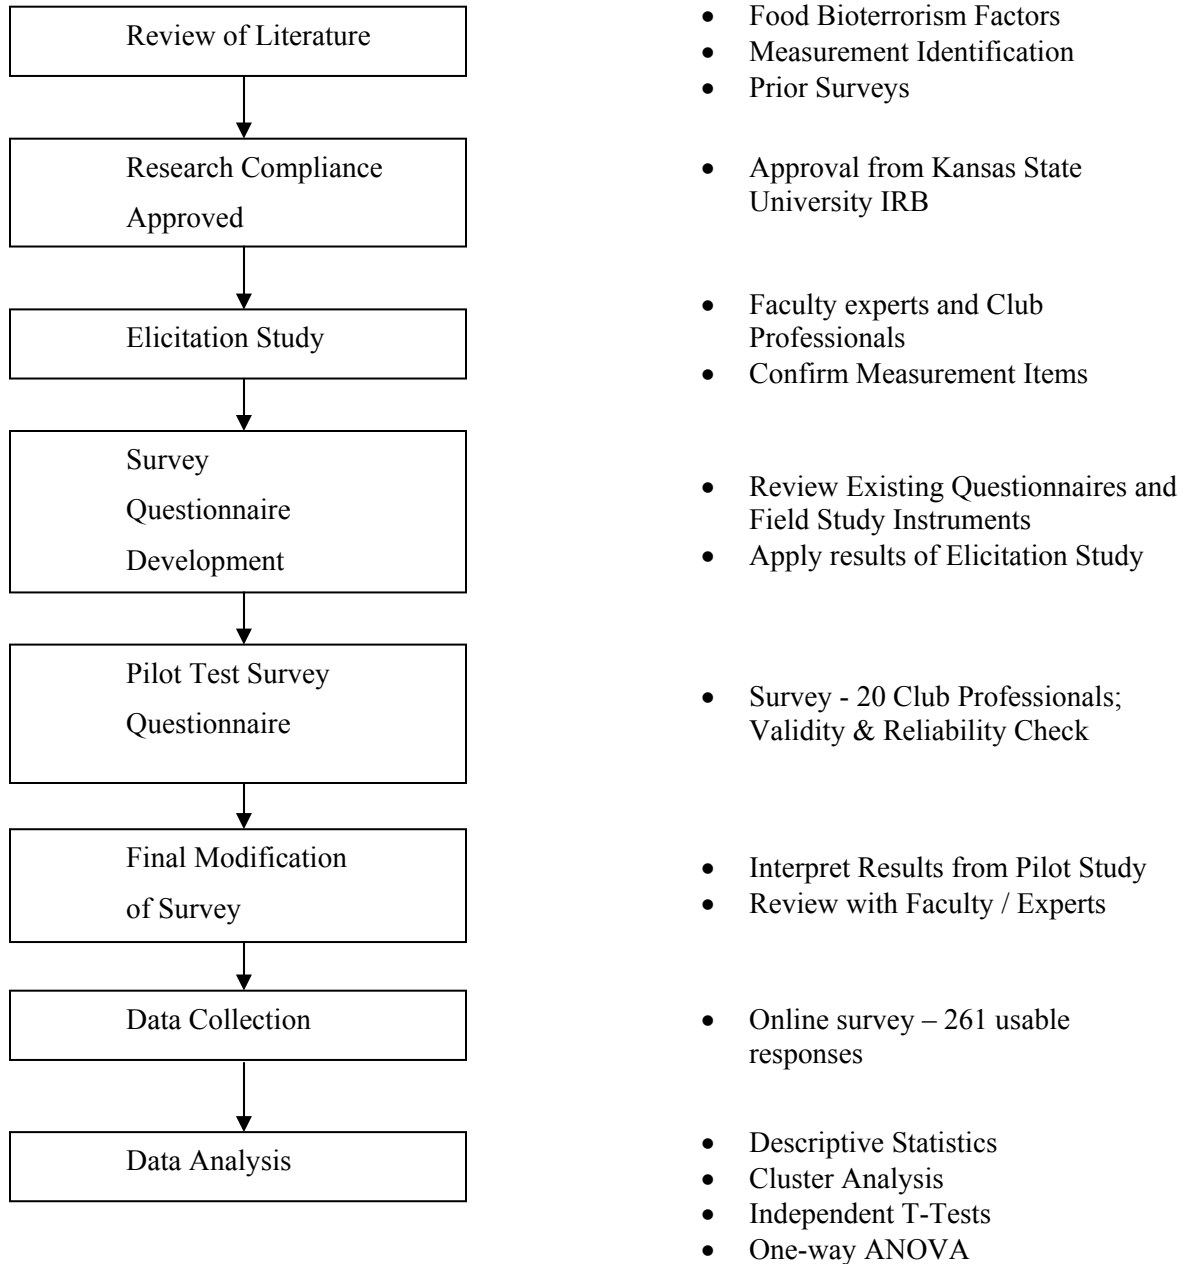 Review of Literature
• Food Bioterrorism Factors
• Measurement Identification
• Prior Surveys
Research Compliance
Approved
• Approval from Kansas State
University IRB
Elicitation Study
• Faculty experts and Club
Professionals
• Confirm Measurement Items
Survey
Questionnaire
Development
• Review Existing Questionnaires and
Field Study Instruments
• Apply results of Elicitation Study
Pilot Test Survey
Questionnaire
• Survey - 20 Club Professionals;
Validity & Reliability Check
Final Modification
of Survey
• Interpret Results from Pilot Study
• Review with Faculty / Experts
Data Collection
• Online survey – 261 usable
responses
Data Analysis
• Descriptive Statistics
• Cluster Analysis
• Independent T-Tests
• One-way ANOVA